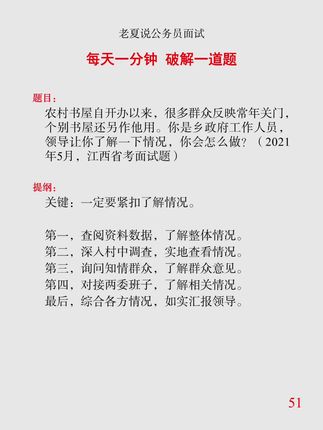 老夏说公务员面试
每天一分钟 破解一道题
题目：
农村书屋自开办以来，很多群众反映常年关门，
个别书屋还另作他用。你是乡政府工作人员，
领导让你了解一下情况，你会怎么做？（2021
年5月，江西省考面试题）
提纲：
关键：一定要紧扣了解情况。
第一，查阅资料数据，了解整体情况。
第二，深入村中调查，实地查看情况。
第三，询问知情群众，了解群众意见。
第四，对接两委班子，了解相关情况。
最后，综合各方情况，如实汇报领导。
51